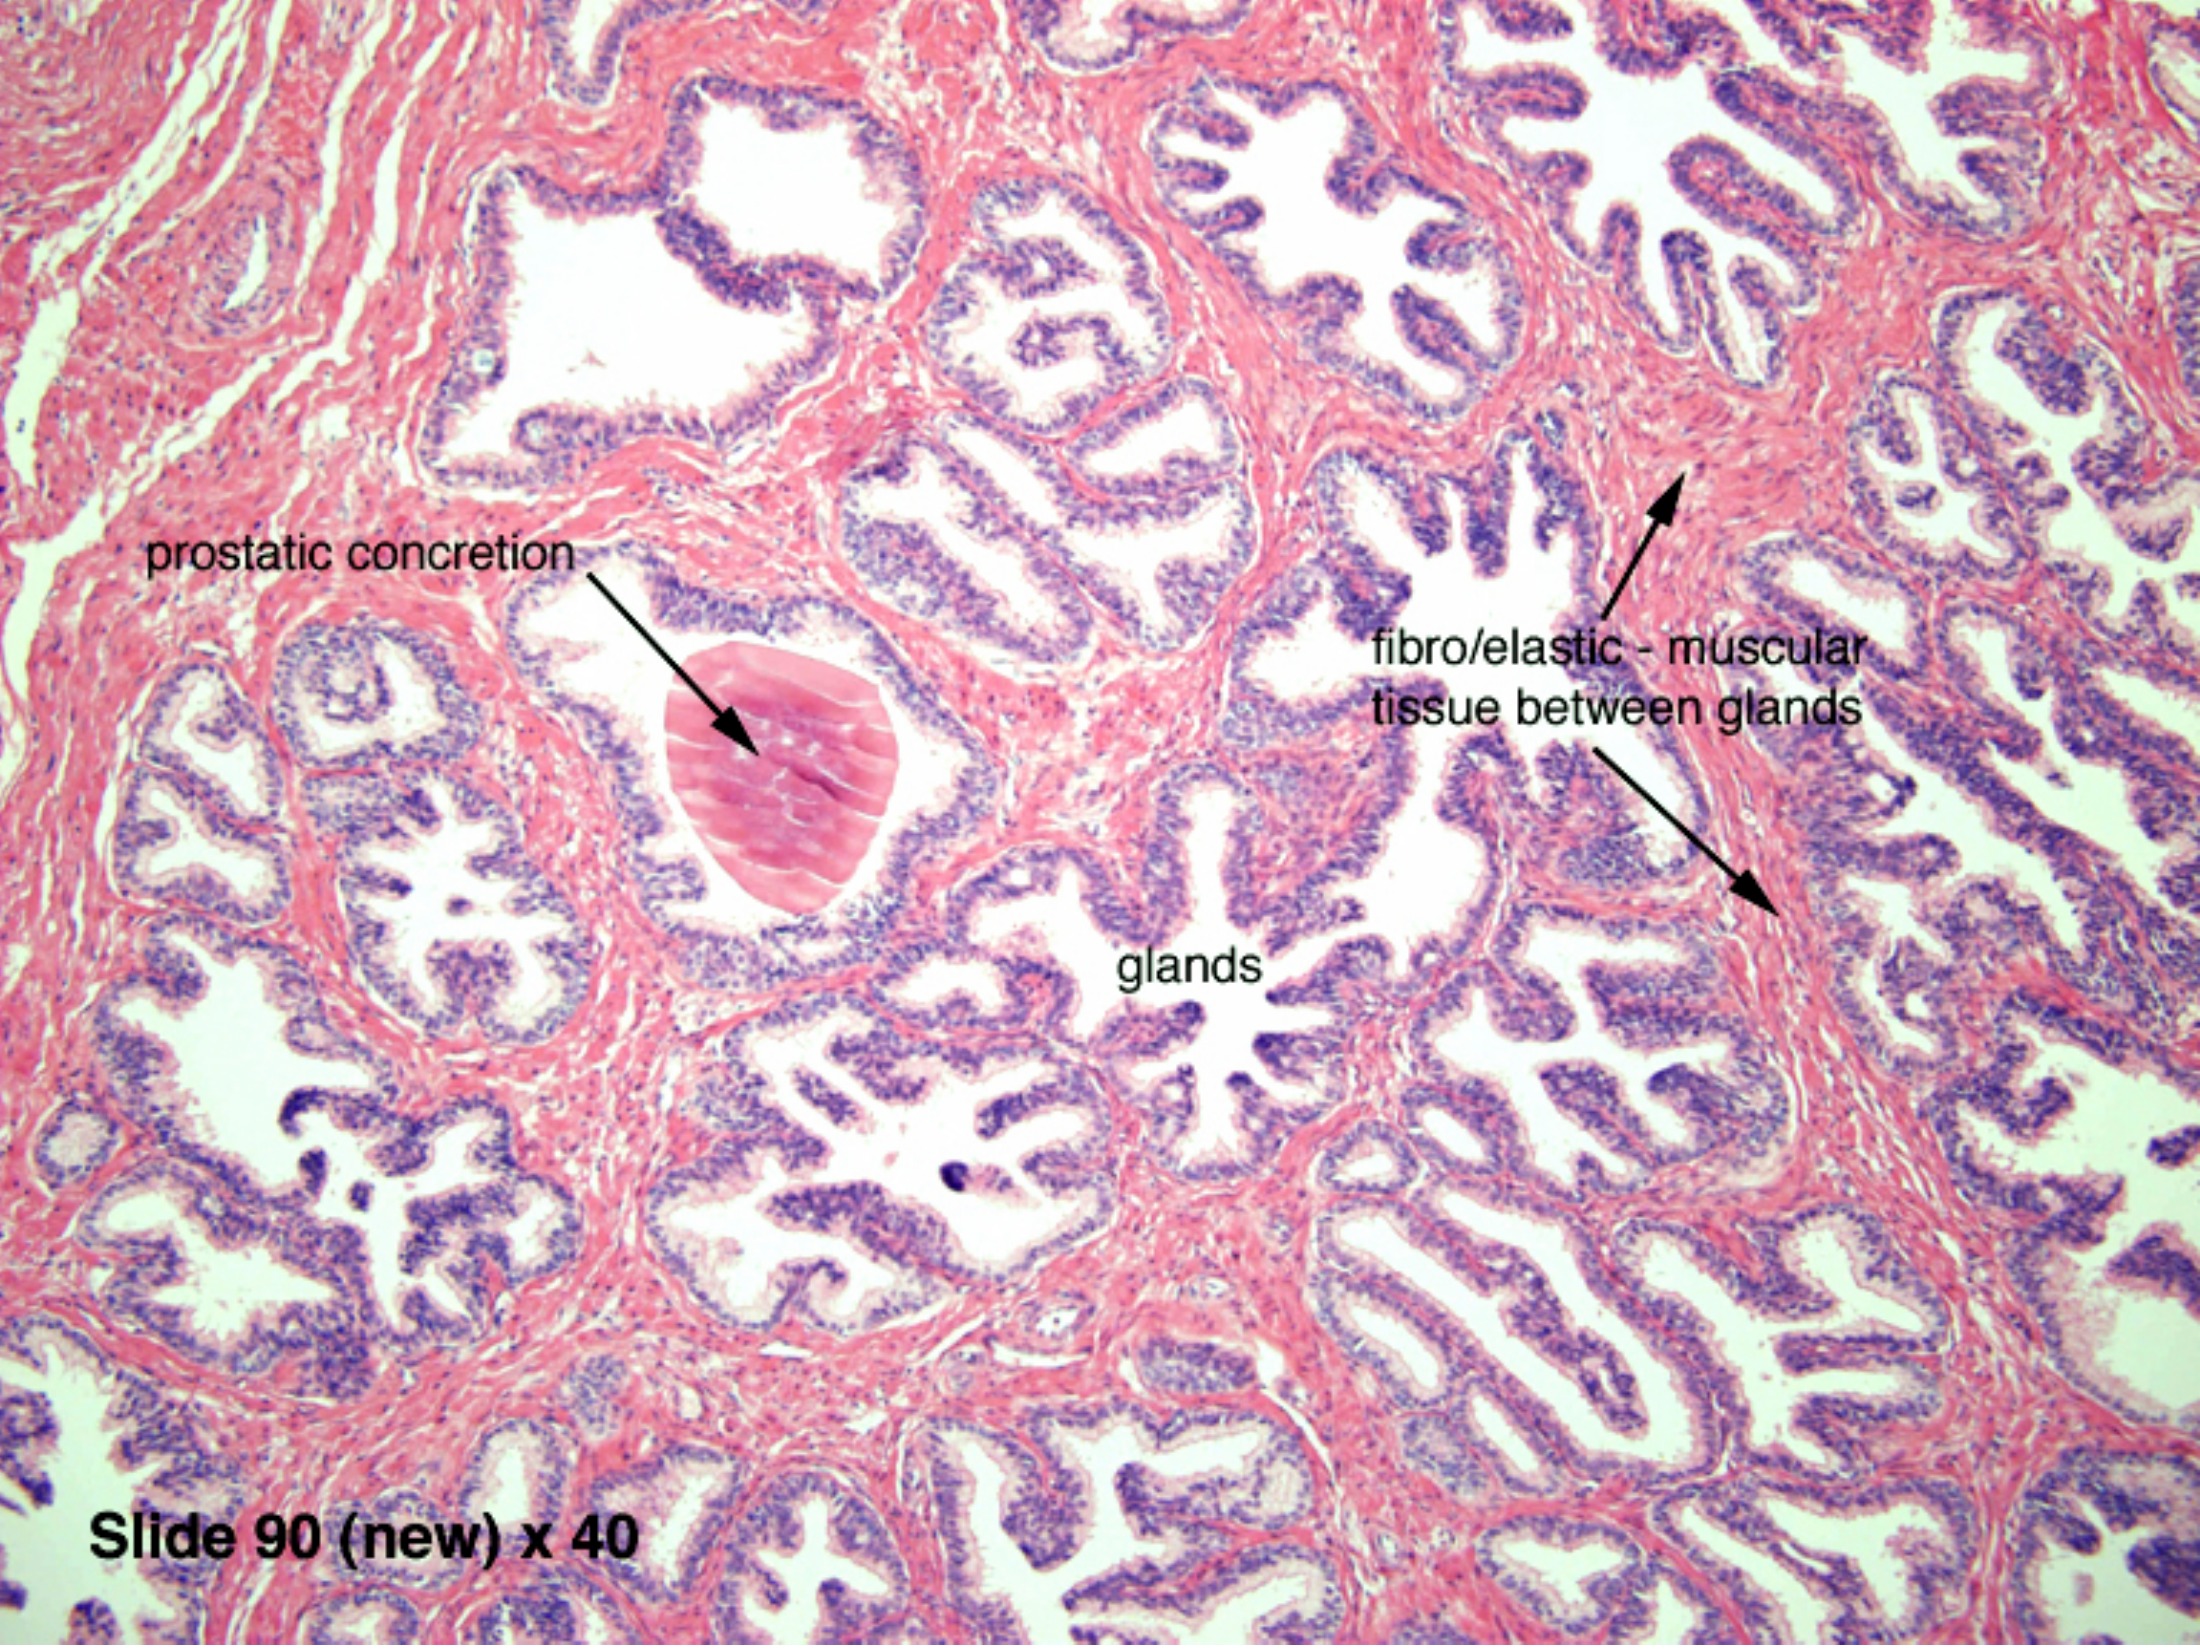 prostatic concretion
fibro/elastic - muscular
tissue between glands
glands
Slide 90 (new) x 40